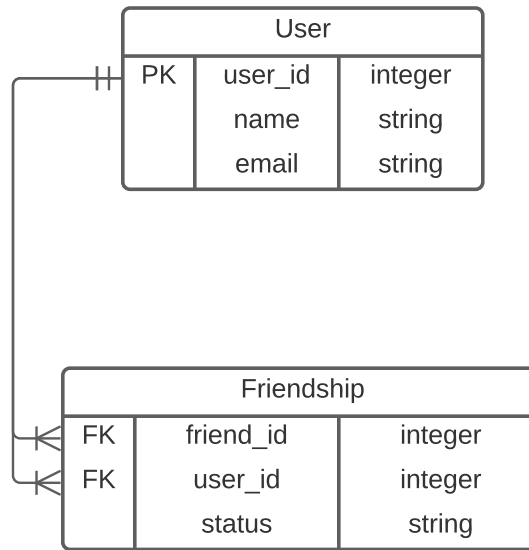 User
PK user_id integer
name string
email string
Friendship
FK friend_id integer
FK user_id integer
status string